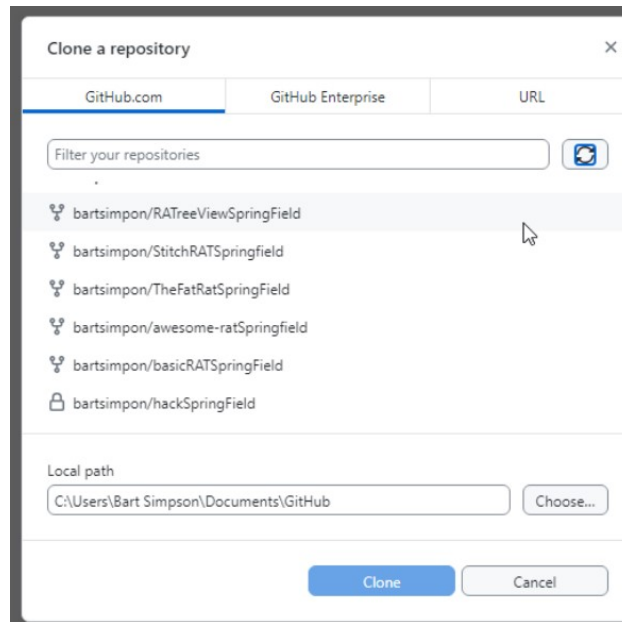 Clone a repository
GitHub.com
GitHub Enterprise
URL
Filter your repositories
bartsimpon/RATreeViewSpringField
bartsimpon/StitchRATSpringfield
bartsimpon/TheFatRatSpringField
bartsimpon/awesome-ratSpringfield
bartsimpon/basicRATSpringField
bartsimpon/hackSpringField
Local path
C:\Users\Bart Simpson\Documents\GitHub
Choose...
Clone
Cancel